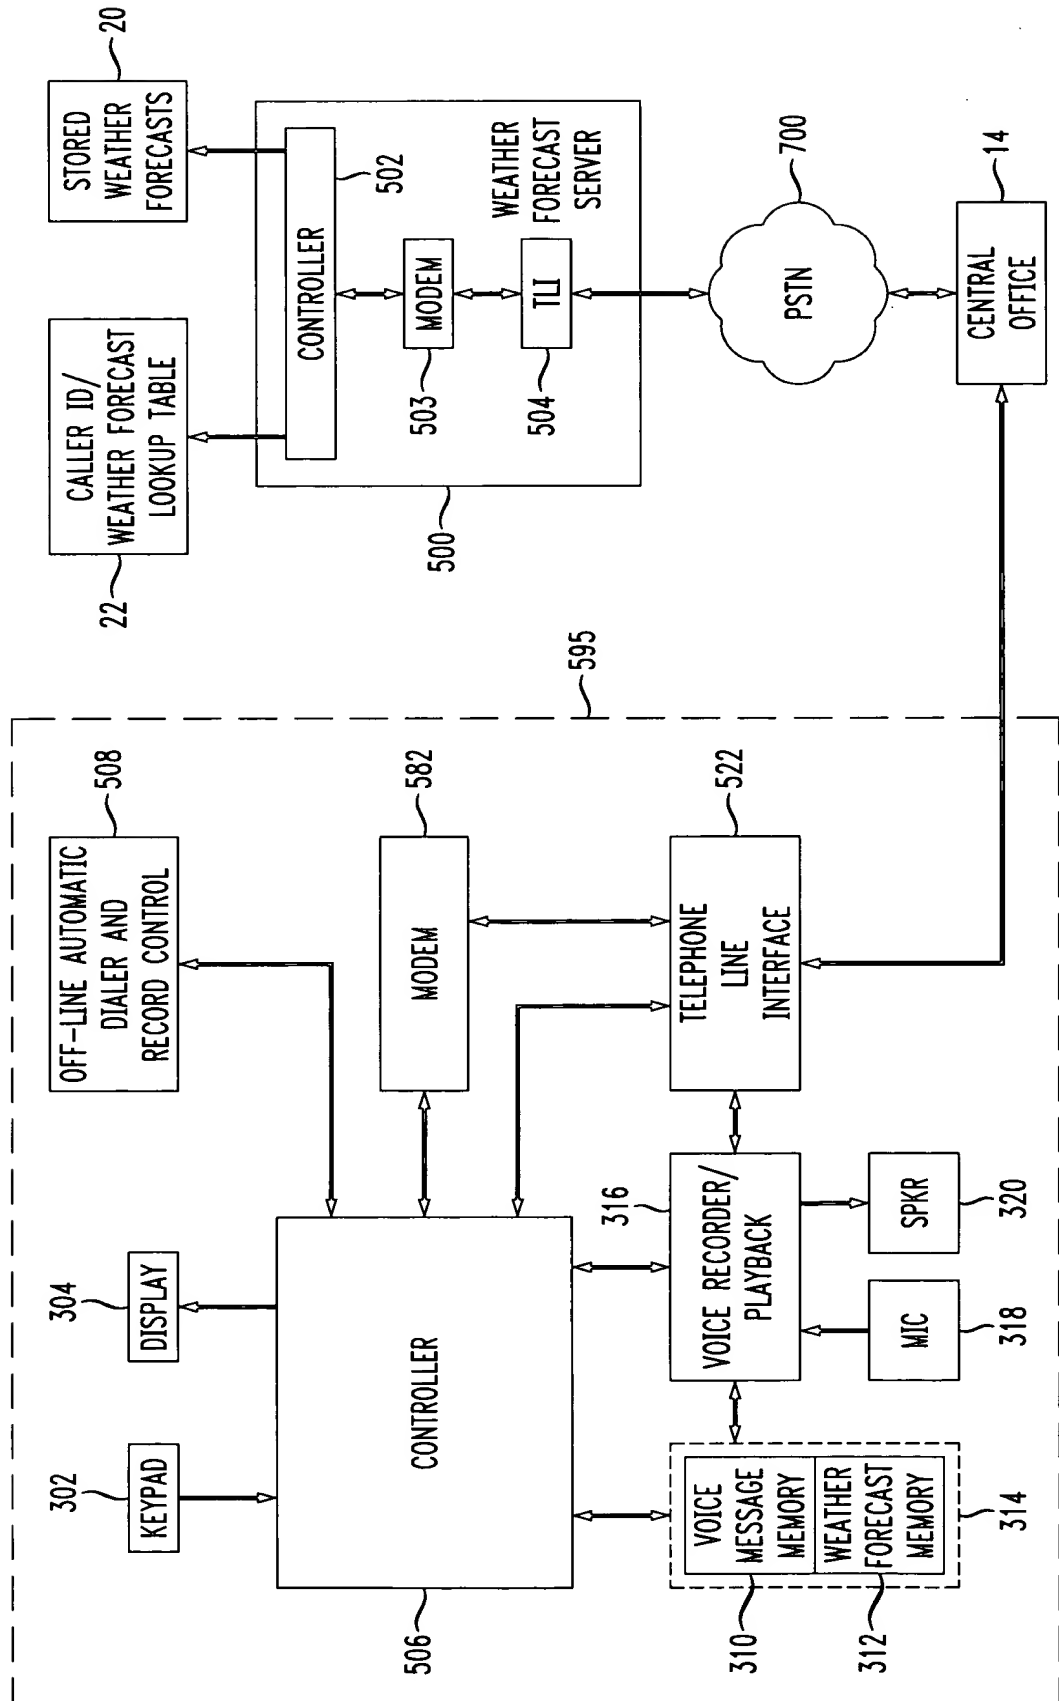 302
KEYPAD
304
DISPLAY
OFF-LINE AUTOMATIC
DIALER AND
RECORD CONTROL
508
22
CALLER ID/
WEATHER FORECAST
LOOKUP TABLE
STORED
WEATHER
FORECASTS
20
CONTROLLER
506
MODEM
582
595
500
CONTROLLER
502
503
MODEM
504
TLI
WEATHER
FORECAST
SERVER
310
VOICE
MESSAGE
MEMORY
312
WEATHER
FORECAST
MEMORY
314
316
VOICE RECORDER/
PLAYBACK
TELEPHONE
LINE
INTERFACE
522
MIC
318
SPKR
320
PSTN
700
CENTRAL
OFFICE
14